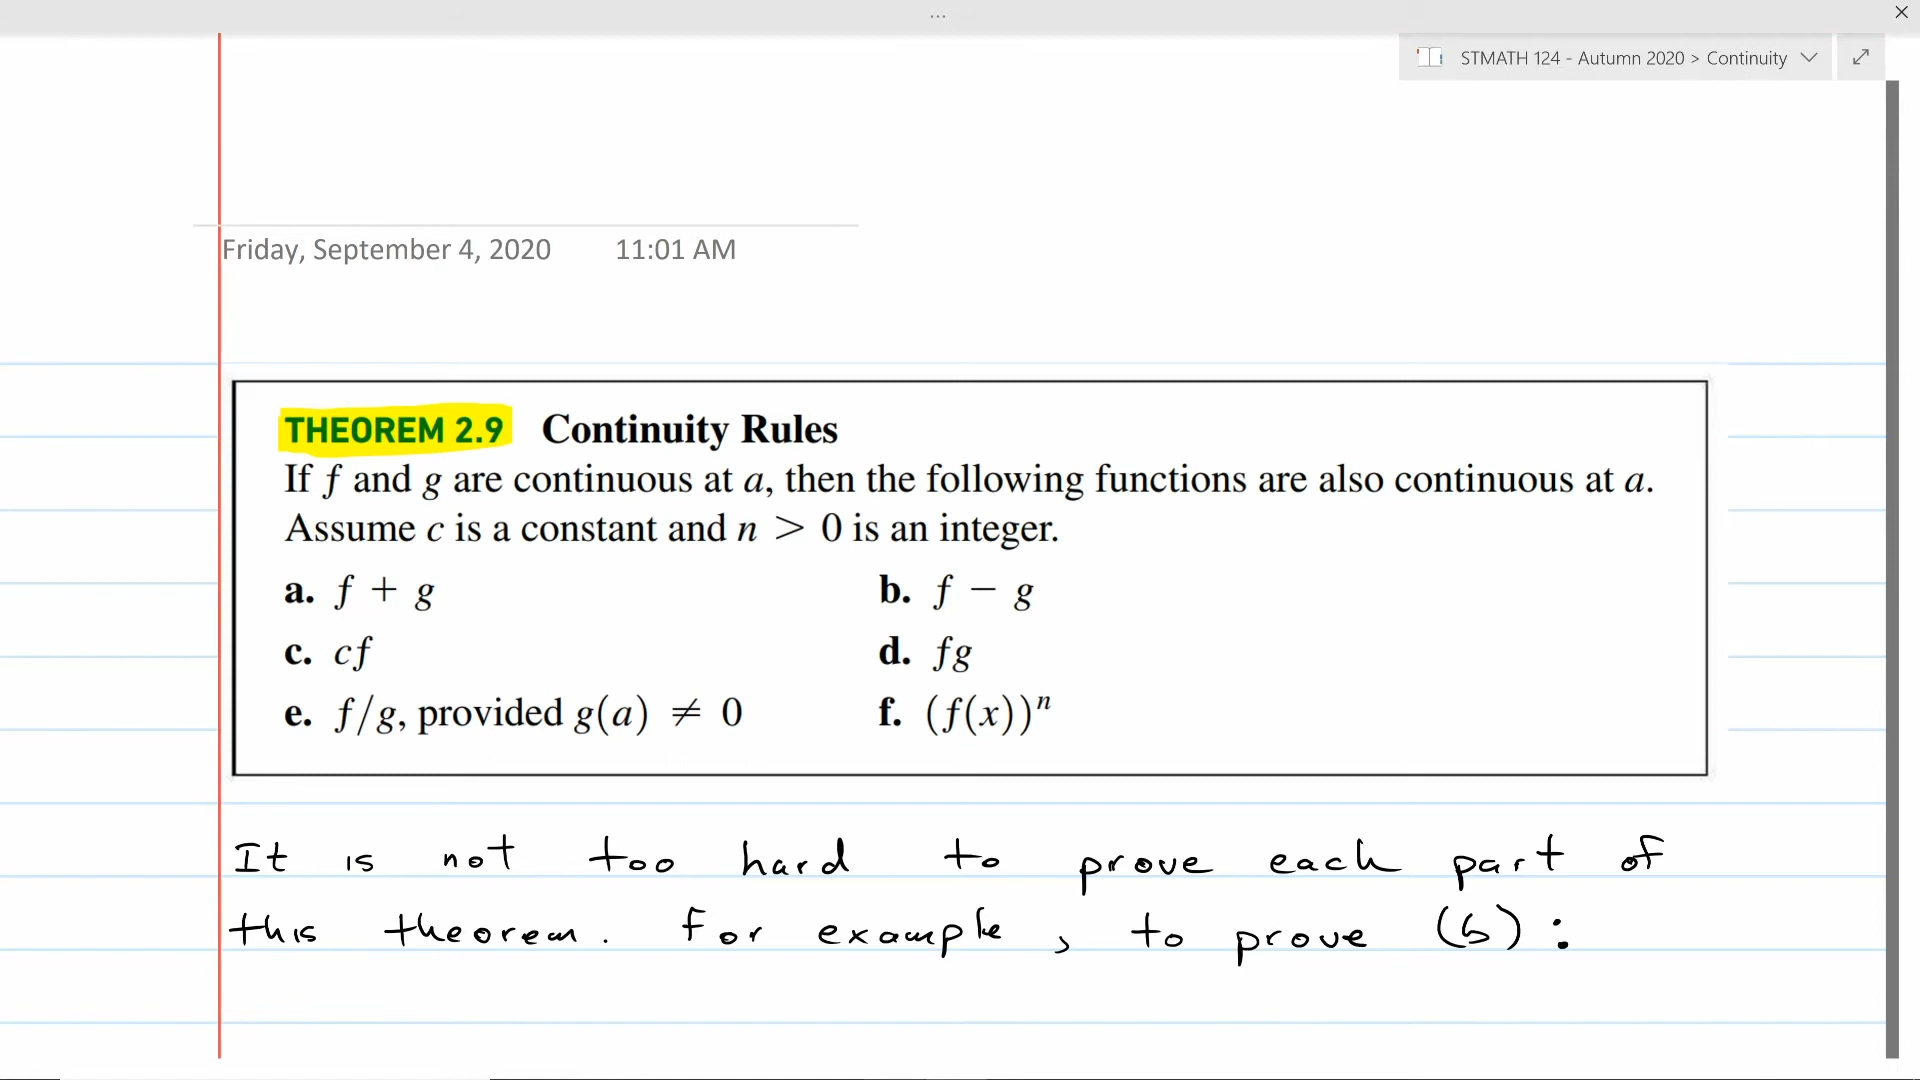 ...
STMATH 124 - Autumn 2020 > Continuity
Friday, September 4, 2020 11:01 AM
THEOREM 2.9 Continuity Rules
If f and g are continuous at a, then the following functions are also continuous at a.
Assume c is a constant and n > 0 is an integer.
a. f + g b. f − g
c. cf d. fg
e. f/g, provided g(a) ≠ 0 f. (f(x))ⁿ
It is not too hard to prove each part of
this theorem. For example, to prove (b):